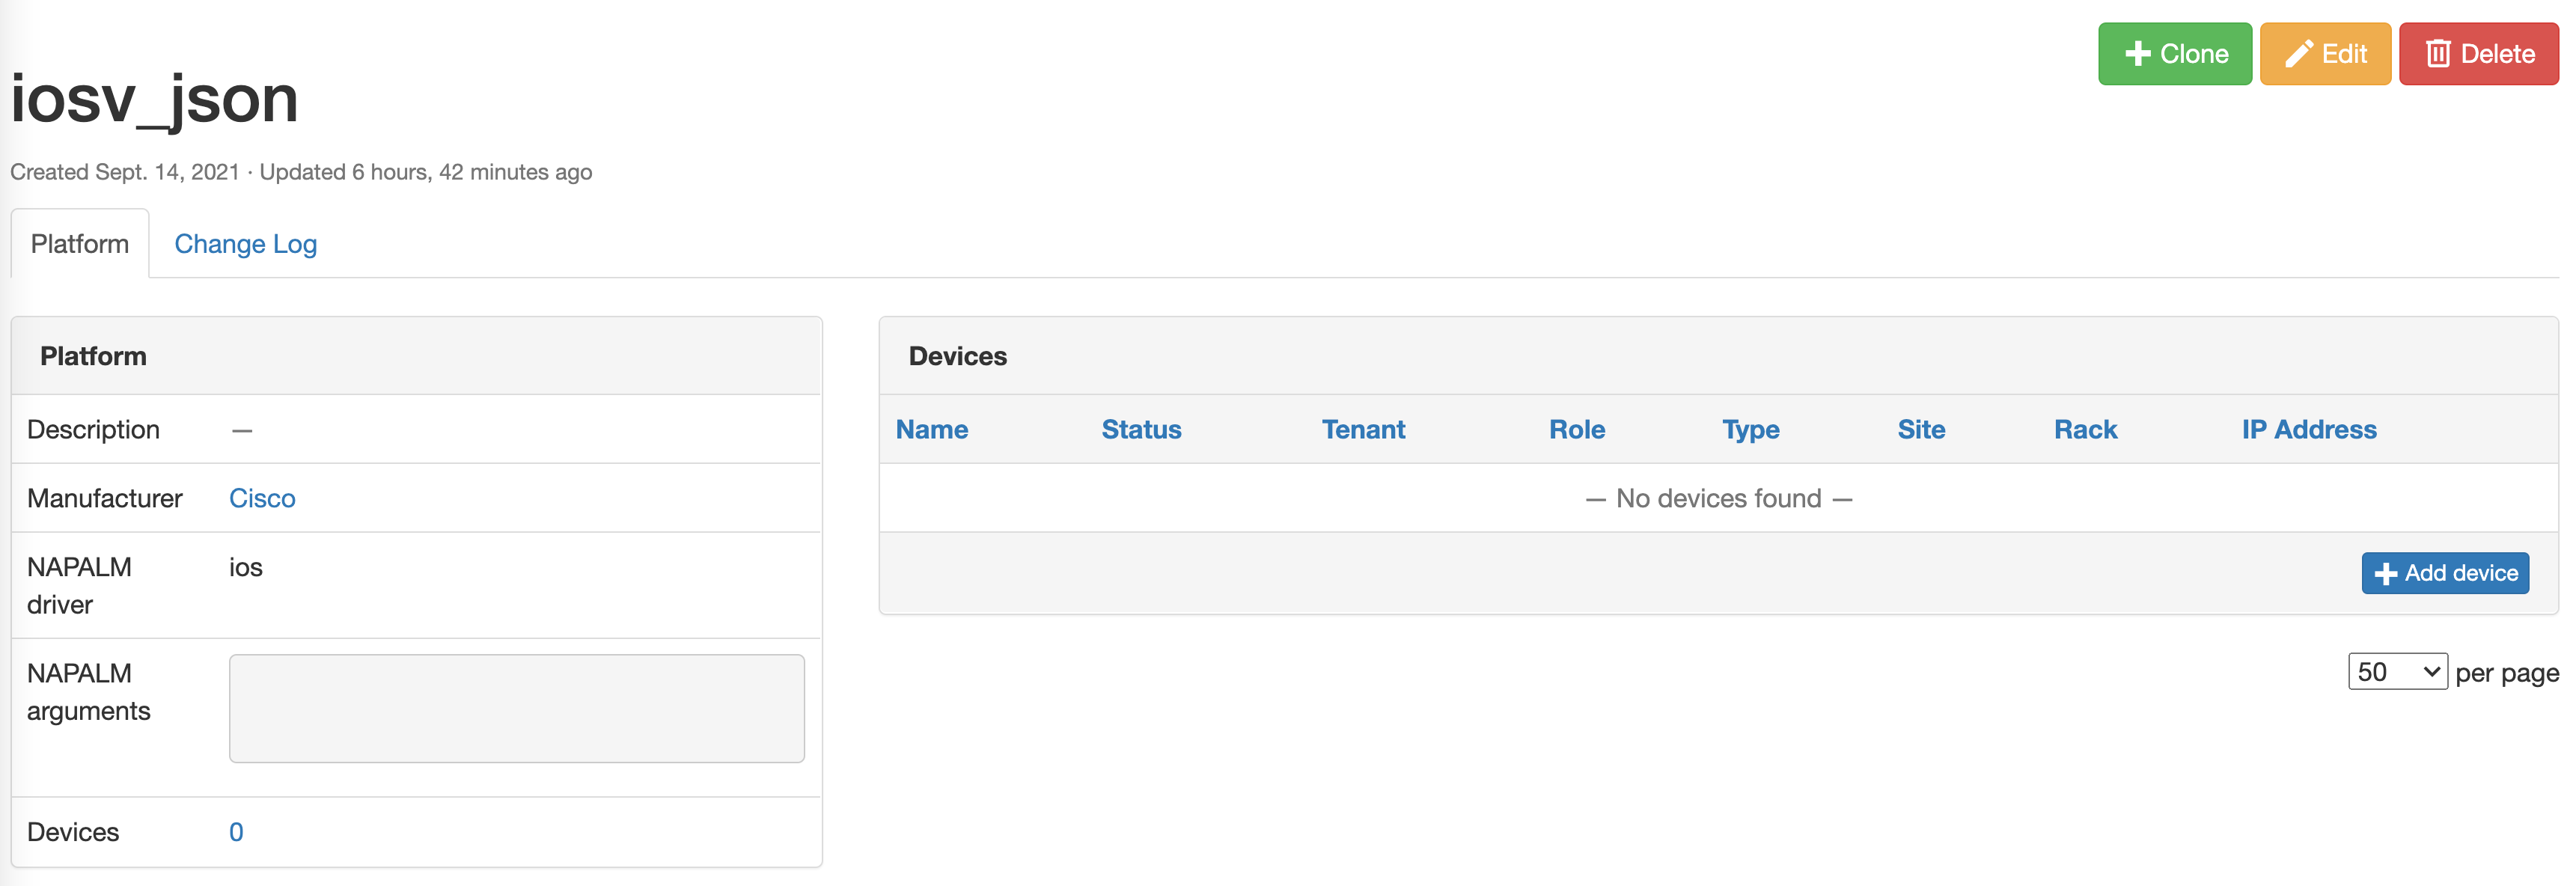 Clone
Edit
Delete
iosv_json
Created Sept. 14, 2021 · Updated 6 hours, 42 minutes ago
Platform
Change Log
Platform
Description —
Manufacturer Cisco
NAPALM driver ios
NAPALM arguments
Devices 0
Devices
Name Status Tenant Role Type Site Rack IP Address
— No devices found —
Add device
50 per page